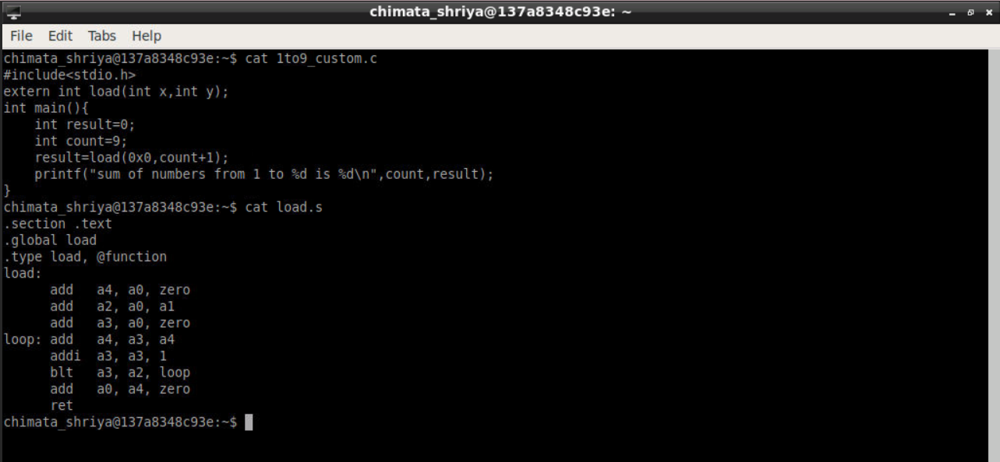 chimata_shriya@137a8348c93e: ~
File Edit Tabs Help
chimata_shriya@137a8348c93e:~$ cat 1to9_custom.c
#include<stdio.h>
extern int load(int x,int y);
int main(){
    int result=0;
    int count=9;
    result=load(0x0,count+1);
    printf("sum of numbers from 1 to %d is %d\n",count,result);
}
chimata_shriya@137a8348c93e:~$ cat load.s
.section .text
.global load
.type load, @function
load:
      add   a4, a0, zero
      add   a2, a0, a1
      add   a3, a0, zero
loop: add   a4, a3, a4
      addi  a3, a3, 1
      blt   a3, a2, loop
      add   a0, a4, zero
      ret
chimata_shriya@137a8348c93e:~$